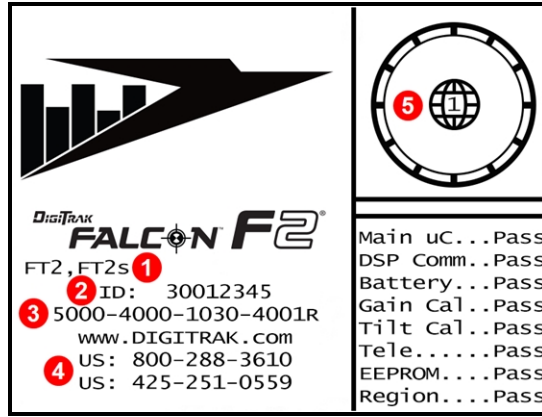 DIGITRAK
FALCON F2®
FT2,FT2s 1
2 ID: 30012345
3 5000-4000-1030-4001R
www.DIGITRAK.com
4 US: 800-288-3610
US: 425-251-0559
5 1
Main uC...Pass
DSP Comm..Pass
Battery...Pass
Gain Cal..Pass
Tilt Cal..Pass
Tele......Pass
EEPROM....Pass
Region....Pass